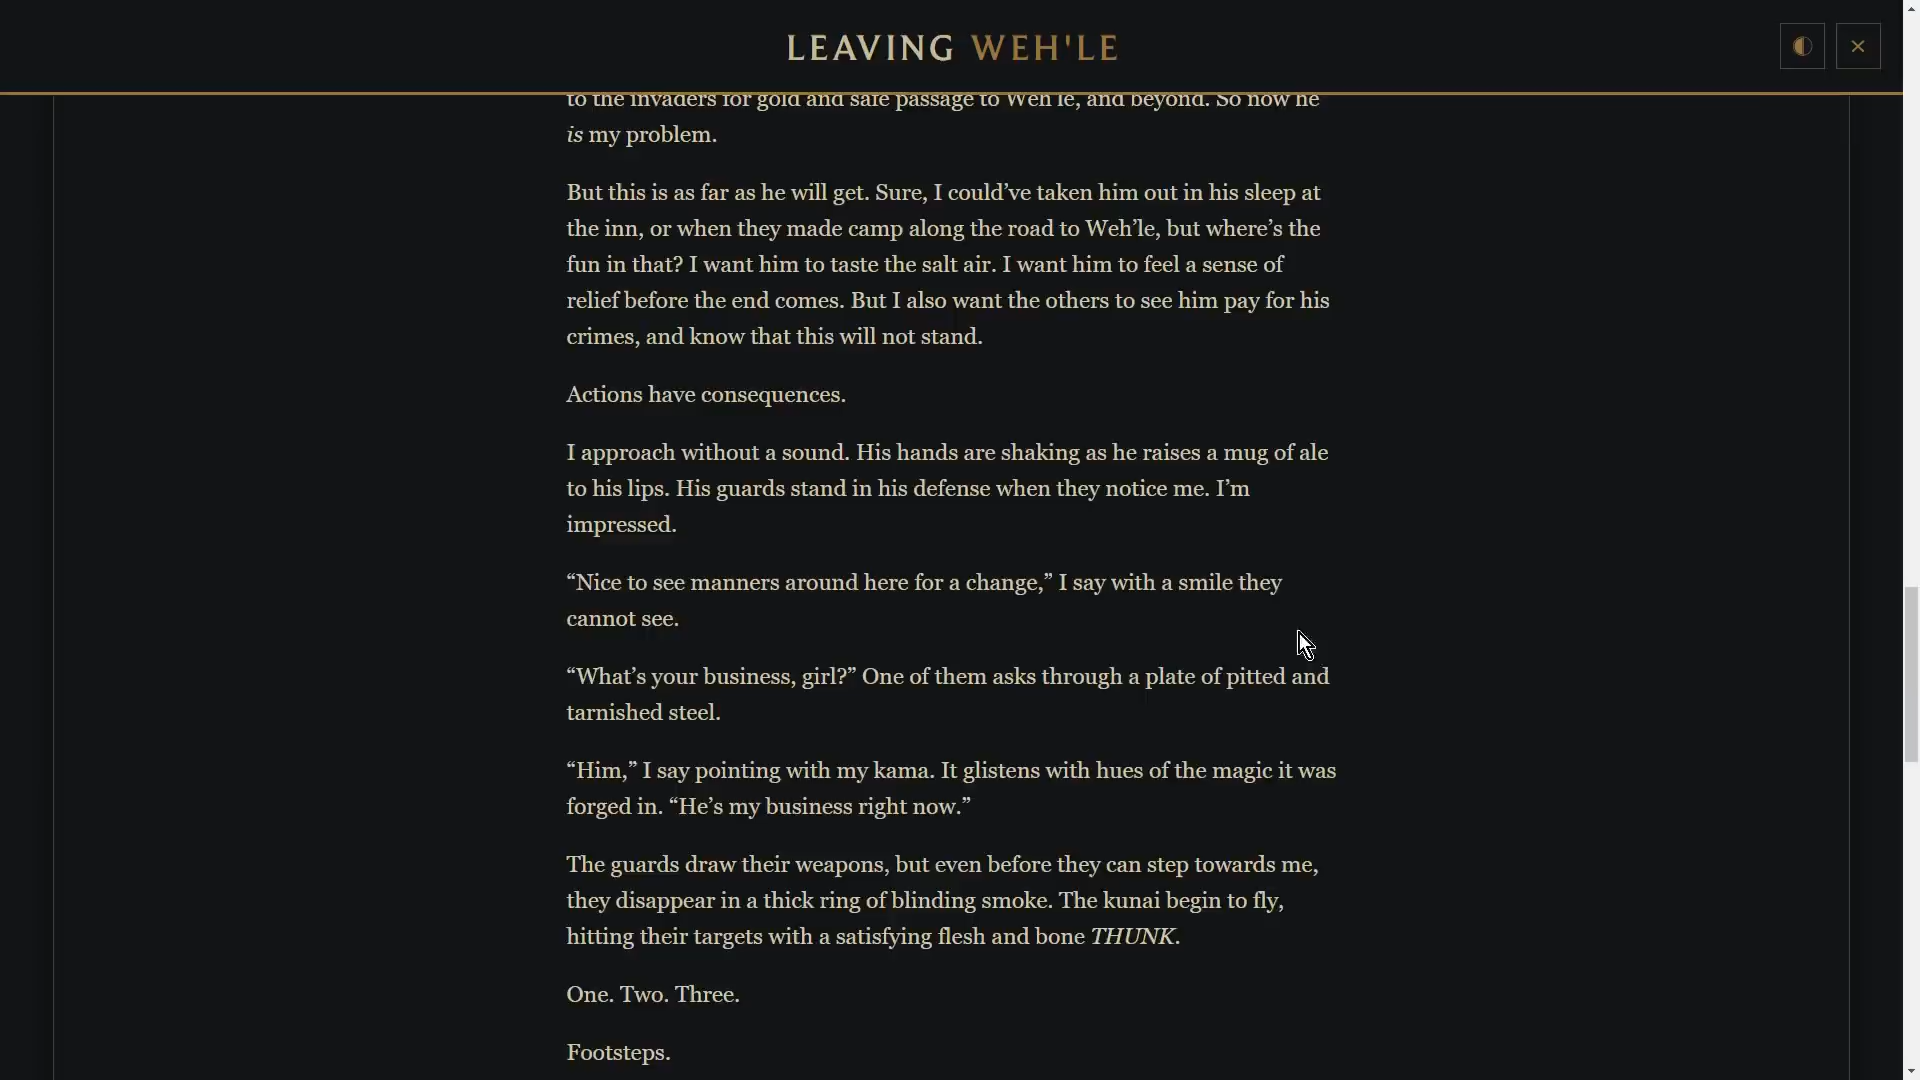 LEAVING WEH'LE
to the invaders for gold and safe passage to Weh'le, and beyond. So now he
is my problem.
But this is as far as he will get. Sure, I could’ve taken him out in his sleep at
the inn, or when they made camp along the road to Weh’le, but where’s the
fun in that? I want him to taste the salt air. I want him to feel a sense of
relief before the end comes. But I also want the others to see him pay for his
crimes, and know that this will not stand.
Actions have consequences.
I approach without a sound. His hands are shaking as he raises a mug of ale
to his lips. His guards stand in his defense when they notice me. I’m
impressed.
“Nice to see manners around here for a change,” I say with a smile they
cannot see.
“What’s your business, girl?” One of them asks through a plate of pitted and
tarnished steel.
“Him,” I say pointing with my kama. It glistens with hues of the magic it was
forged in. “He’s my business right now.”
The guards draw their weapons, but even before they can step towards me,
they disappear in a thick ring of blinding smoke. The kunai begin to fly,
hitting their targets with a satisfying flesh and bone THUNK.
One. Two. Three.
Footsteps.